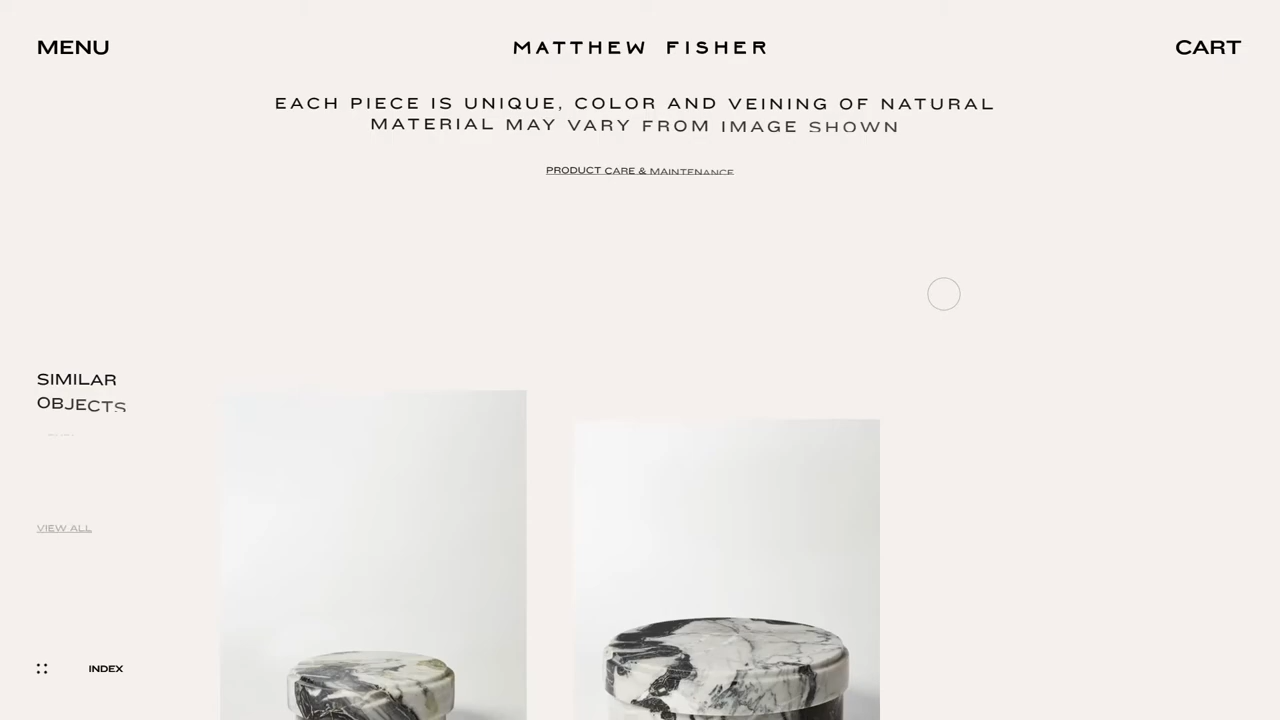 MENU
MATTHEW FISHER
CART
EACH PIECE IS UNIQUE, COLOR AND VEINING OF NATURAL
MATERIAL MAY VARY FROM IMAGE SHOWN
PRODUCT CARE & MAINTENANCE
SIMILAR
OBJECTS
VIEW ALL
INDEX